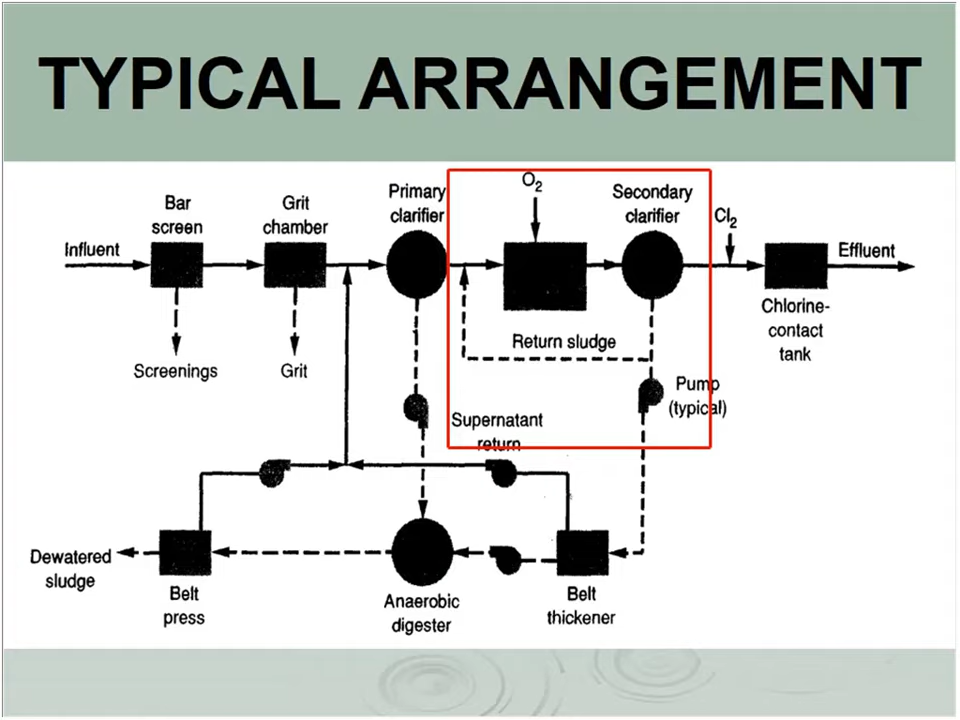 TYPICAL ARRANGEMENT
O2
Primary
clarifier
Secondary
clarifier
Bar
screen
Grit
chamber
Cl2
Influent
Effluent
Chlorine-
contact
tank
Return sludge
Screenings
Grit
Pump
(typical)
Supernatant
return
Dewatered
sludge
Belt
press
Anaerobic
digester
Belt
thickener